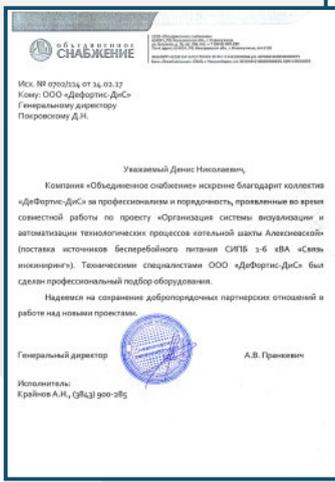 объединенное
СНАБЖЕНИЕ
Исх. № 0702/114 от 14.02.17
Кому: ООО «Дефортис-ДиС»
Генеральному директору
Покровскому Д.Н.
Уважаемый Денис Николаевич,
Компания «Объединенное снабжение» искренне благодарит коллектив
«ДеФортис-ДиС» за профессионализм и порядочность, проявленные во время
совместной работы по проекту «Организация системы визуализации и
автоматизации технологических процессов котельной шахты Алексиевской»
(поставка источников бесперебойного питания СИПБ 1-6 кВА «Связь
инжиниринг»). Техническими специалистами ООО «ДеФортис-ДиС» был
сделан профессиональный подбор оборудования.
Надеемся на сохранение добропорядочных партнерских отношений в
работе над новыми проектами.
Генеральный директор А.В. Пранкевич
Исполнитель:
Крайнов А.Н., (3843) 900-285